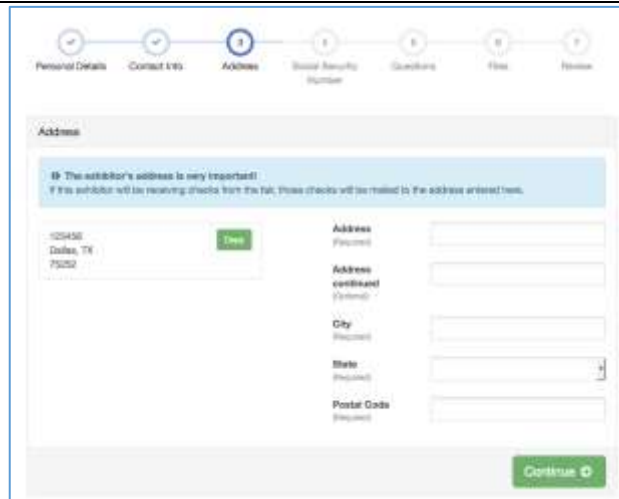 3
Personal Details
Contact Info
Address
Social Security
Number
Questions
Files
Review
Address
The exhibitor's address is very important!
If this exhibitor will be receiving checks from the fair, those checks will be mailed to the address entered here.
Dallas, TX
75252
Address
(Required)
Address
continued
(Optional)
City
(Required)
State
(Required)
Postal Code
(Required)
Continue